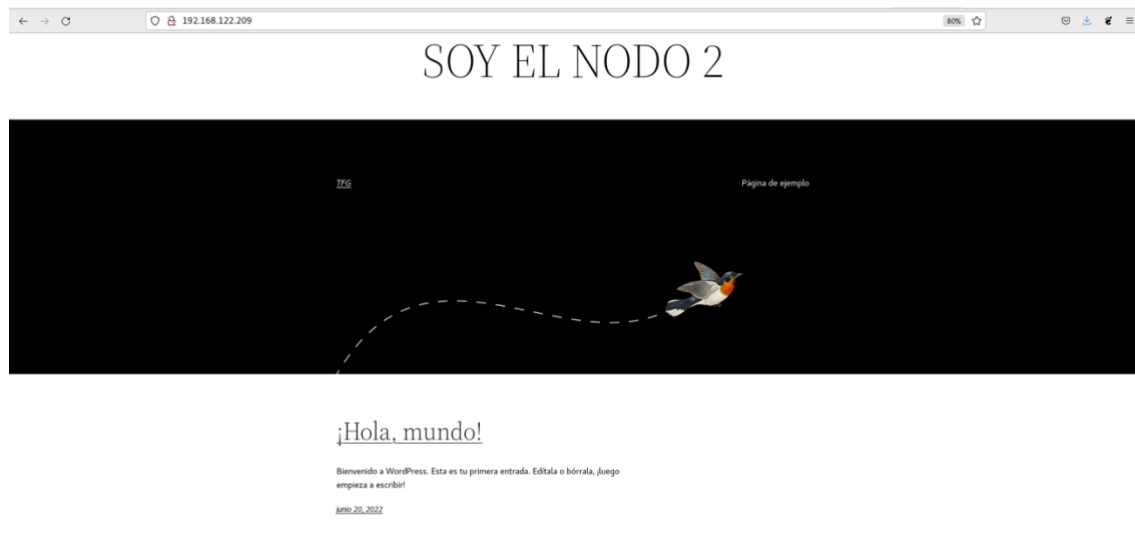 192.168.122.209
80%
SOY EL NODO 2
TFG
Página de ejemplo
¡Hola, mundo!
Bienvenido a WordPress. Esta es tu primera entrada. Edítala o bórrala, ¡luego
empieza a escribir!
junio 20, 2022